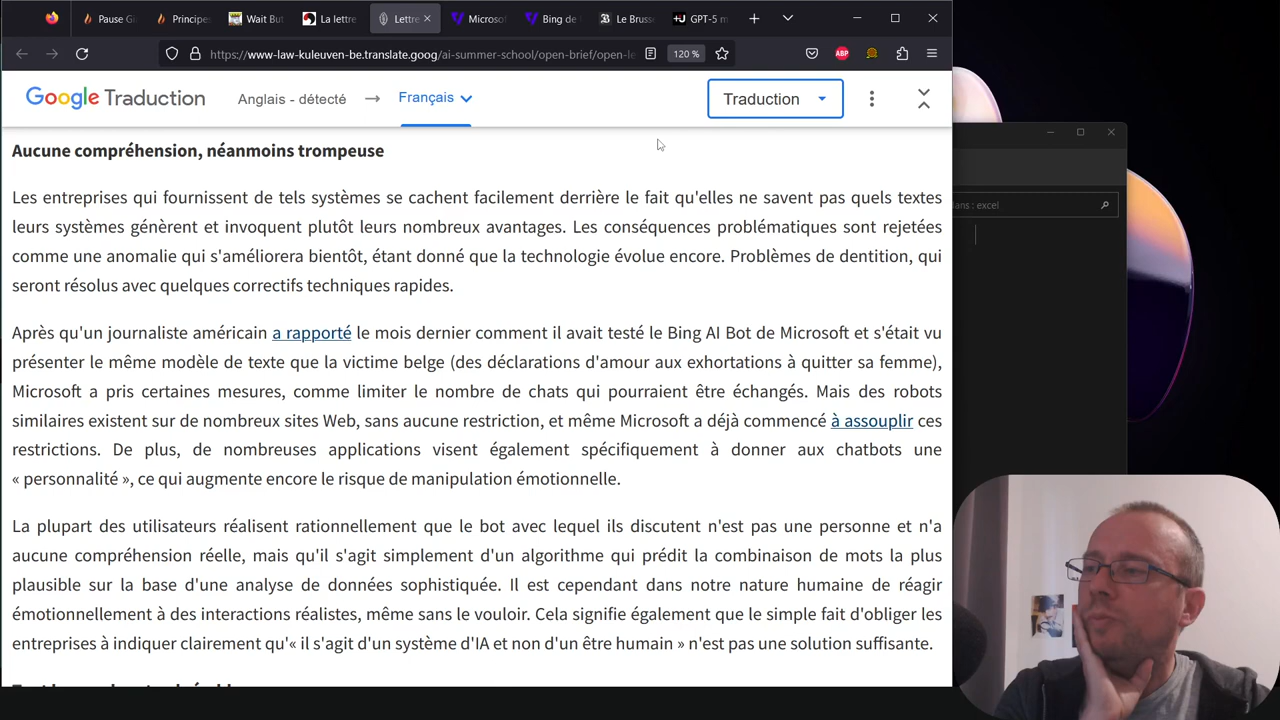 Pause Gi
Principes
Wait But
La lettre
Lettre
Microsof
Bing de
Le Bruss
GPT-5 m
https://www-law-kuleuven-be.translate.goog/ai-summer-school/open-brief/open-le
120 %
ABP
Google Traduction
Anglais - détecté
Français
Traduction
ans : excel
Aucune compréhension, néanmoins trompeuse
Les entreprises qui fournissent de tels systèmes se cachent facilement derrière le fait qu'elles ne savent pas quels textes
leurs systèmes génèrent et invoquent plutôt leurs nombreux avantages. Les conséquences problématiques sont rejetées
comme une anomalie qui s'améliorera bientôt, étant donné que la technologie évolue encore. Problèmes de dentition, qui
seront résolus avec quelques correctifs techniques rapides.
Après qu'un journaliste américain a rapporté le mois dernier comment il avait testé le Bing AI Bot de Microsoft et s'était vu
présenter le même modèle de texte que la victime belge (des déclarations d'amour aux exhortations à quitter sa femme),
Microsoft a pris certaines mesures, comme limiter le nombre de chats qui pourraient être échangés. Mais des robots
similaires existent sur de nombreux sites Web, sans aucune restriction, et même Microsoft a déjà commencé à assouplir ces
restrictions. De plus, de nombreuses applications visent également spécifiquement à donner aux chatbots une
« personnalité », ce qui augmente encore le risque de manipulation émotionnelle.
La plupart des utilisateurs réalisent rationnellement que le bot avec lequel ils discutent n'est pas une personne et n'a
aucune compréhension réelle, mais qu'il s'agit simplement d'un algorithme qui prédit la combinaison de mots la plus
plausible sur la base d'une analyse de données sophistiquée. Il est cependant dans notre nature humaine de réagir
émotionnellement à des interactions réalistes, même sans le vouloir. Cela signifie également que le simple fait d'obliger les
entreprises à indiquer clairement qu'« il s'agit d'un système d'IA et non d'un être humain » n'est pas une solution suffisante.